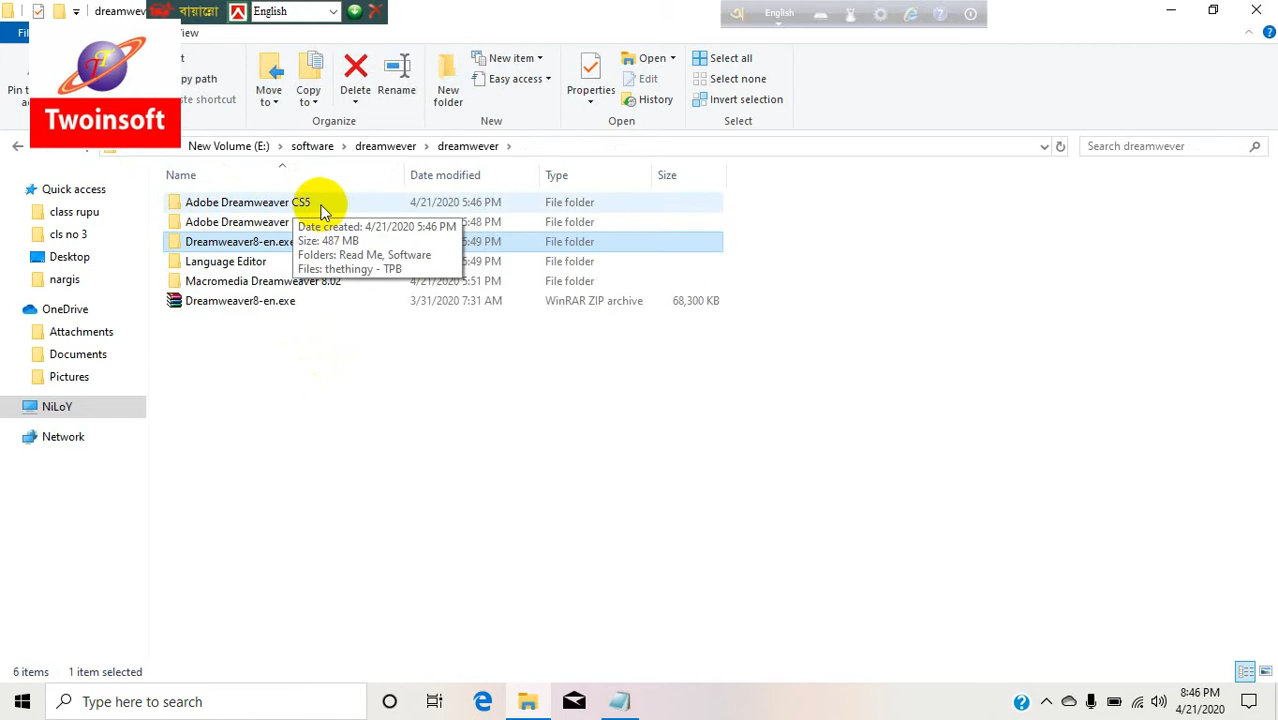 dreamwever বায়ান্নো English English
View
Twoinsoft
Pin t
py path
aste shortcut
Move to
Copy to
Delete
Rename
Organize
New folder
New item
Easy access
New
Properties
Open
Edit
History
Open
Select all
Select none
Invert selection
Select
New Volume (E:) > software > dreamwever > dreamwever >
Search dreamwever
Name Date modified Type Size
Adobe Dreamweaver CS5 4/21/2020 5:46 PM File folder
Adobe Dreamweaver 5:48 PM File folder
Dreamweaver8-en.exe 5:49 PM File folder
Language Editor 5:49 PM File folder
Macromedia Dreamweaver 8.02 4/21/2020 5:51 PM File folder
Dreamweaver8-en.exe 3/31/2020 7:31 AM WinRAR ZIP archive 68,300 KB
Date created: 4/21/2020 5:46 PM
Size: 487 MB
Folders: Read Me, Software
Files: thethingy - TPB
Quick access
class rupu
cls no 3
Desktop
nargis
OneDrive
Attachments
Documents
Pictures
NiLoY
Network
6 items 1 item selected
Type here to search
8:46 PM
4/21/2020